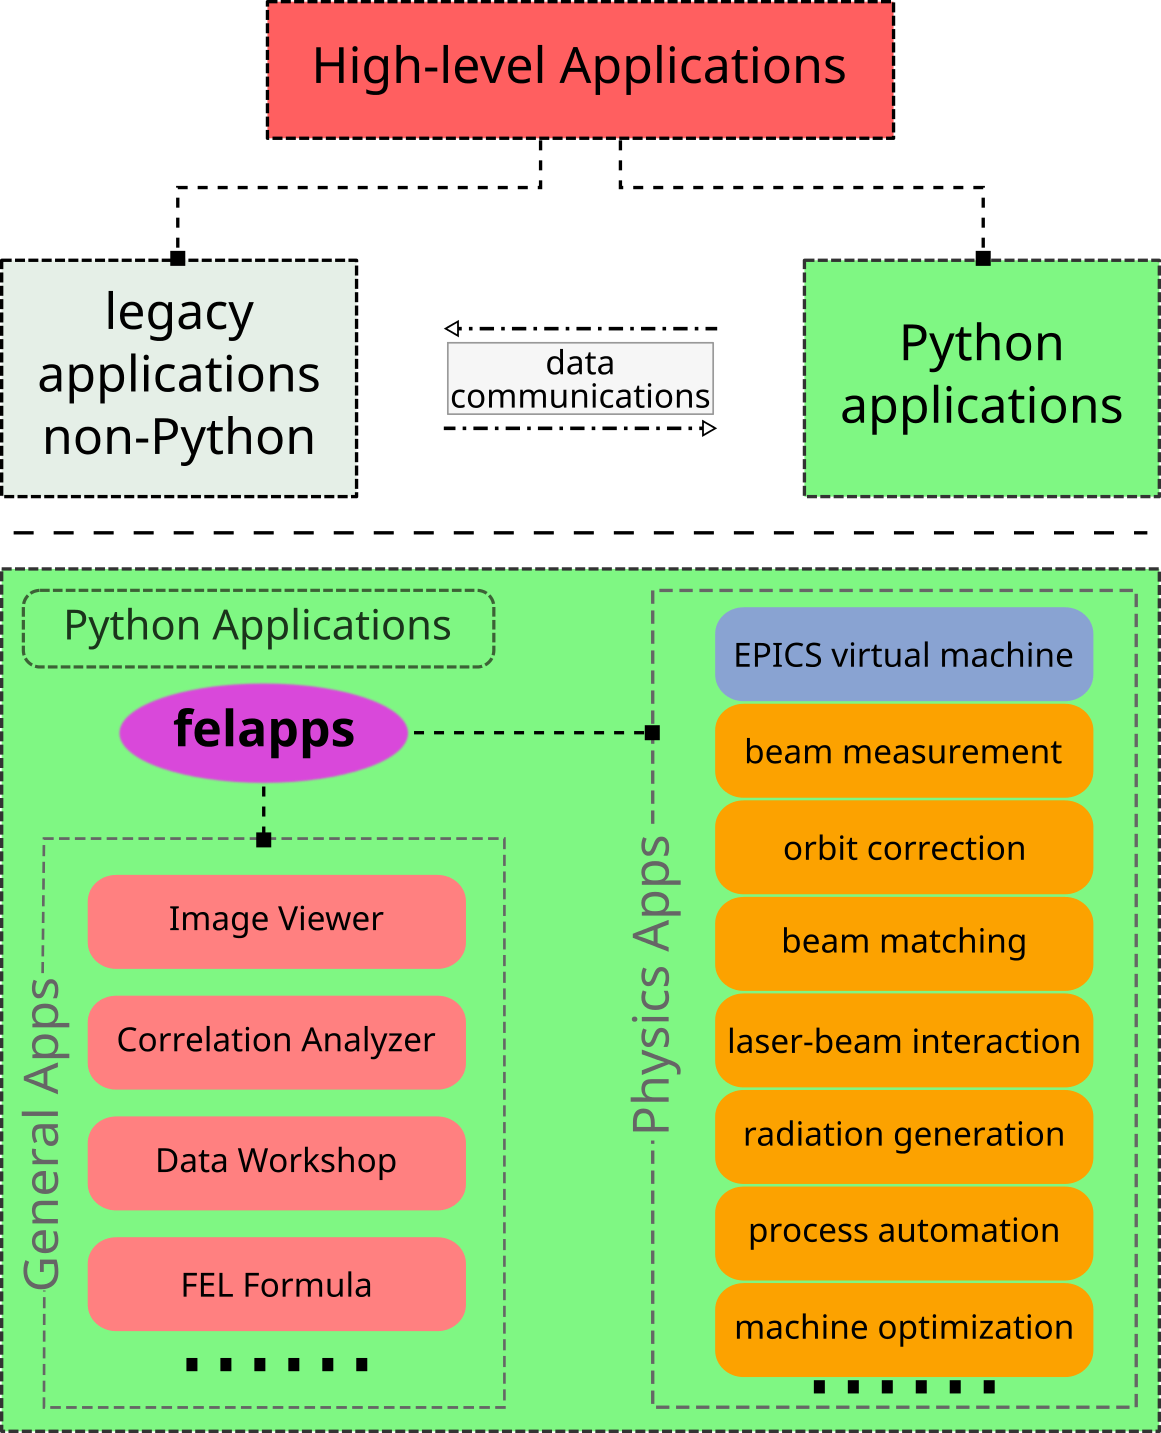 High-level Applications
legacy
applications
non-Python
data
communications
Python
applications
Python Applications
felapps
General Apps
Image Viewer
Correlation Analyzer
Data Workshop
FEL Formula
Physics Apps
EPICS virtual machine
beam measurement
orbit correction
beam matching
laser-beam interaction
radiation generation
process automation
machine optimization